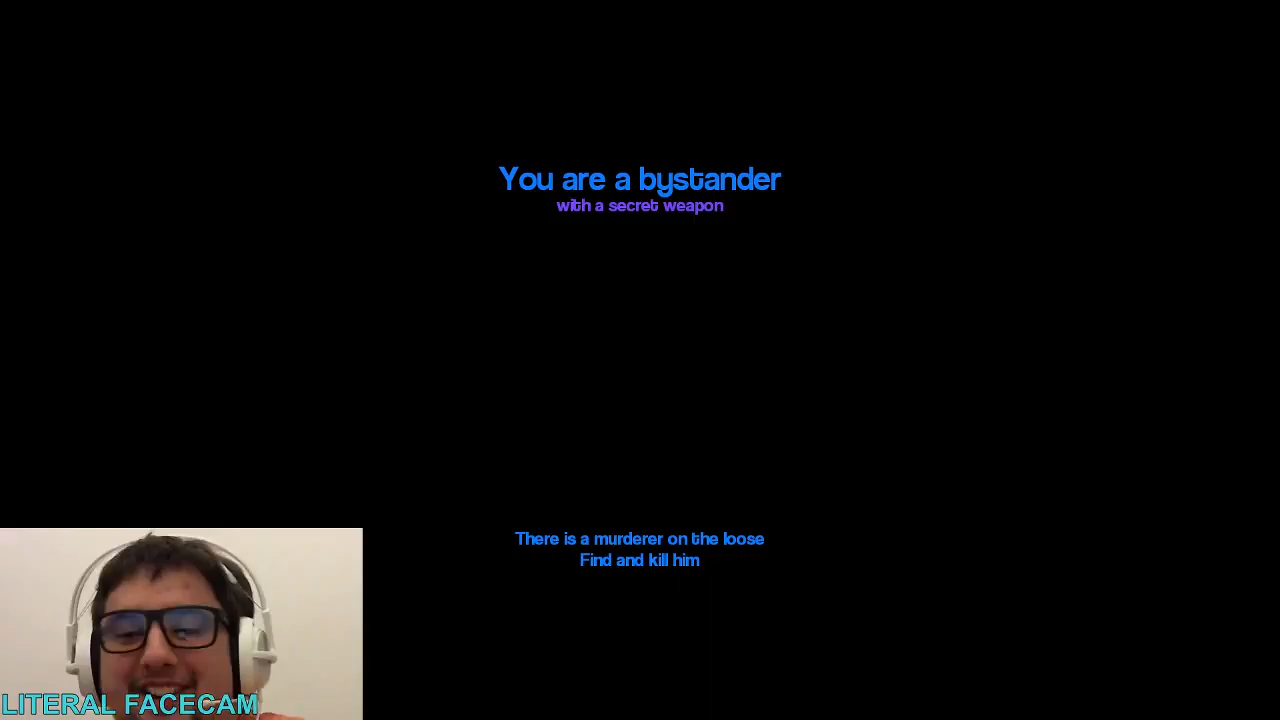 You are a bystander
with a secret weapon
There is a murderer on the loose
Find and kill him
LITERAL FACECAM